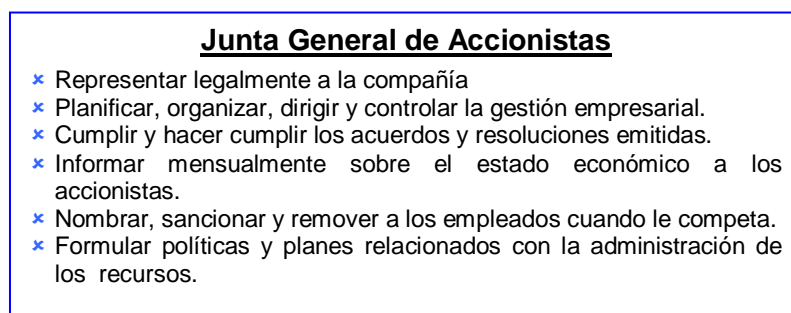 Junta General de Accionistas
× Representar legalmente a la compañía
× Planificar, organizar, dirigir y controlar la gestión empresarial.
× Cumplir y hacer cumplir los acuerdos y resoluciones emitidas.
× Informar mensualmente sobre el estado económico a los
accionistas.
× Nombrar, sancionar y remover a los empleados cuando le competa.
× Formular políticas y planes relacionados con la administración de
los recursos.